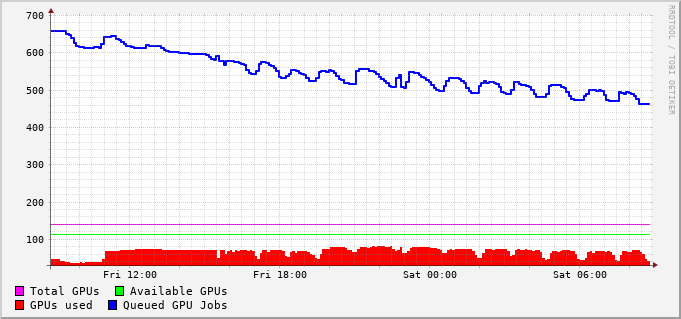 700
600
500
400
300
200
100
Fri 12:00 Fri 18:00 Sat 00:00 Sat 06:00
Total GPUs Available GPUs
GPUs used Queued GPU Jobs
RRDTOOL / TOBI OETIKER